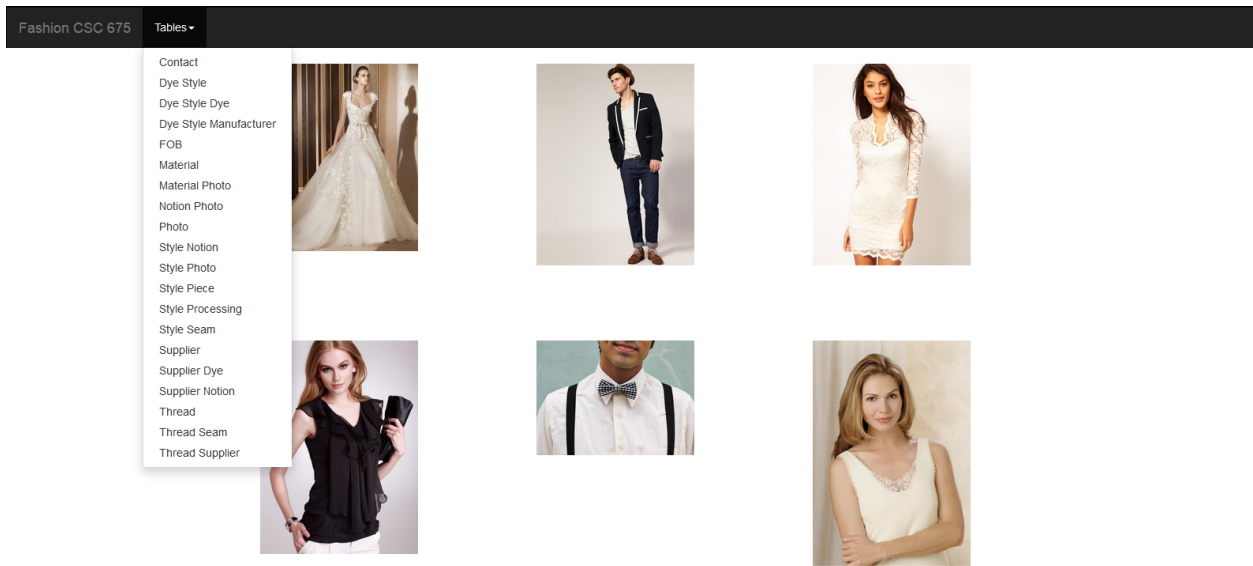 Fashion CSC 675 Tables
Contact
Dye Style
Dye Style Dye
Dye Style Manufacturer
FOB
Material
Material Photo
Notion Photo
Photo
Style Notion
Style Photo
Style Piece
Style Processing
Style Seam
Supplier
Supplier Dye
Supplier Notion
Thread
Thread Seam
Thread Supplier